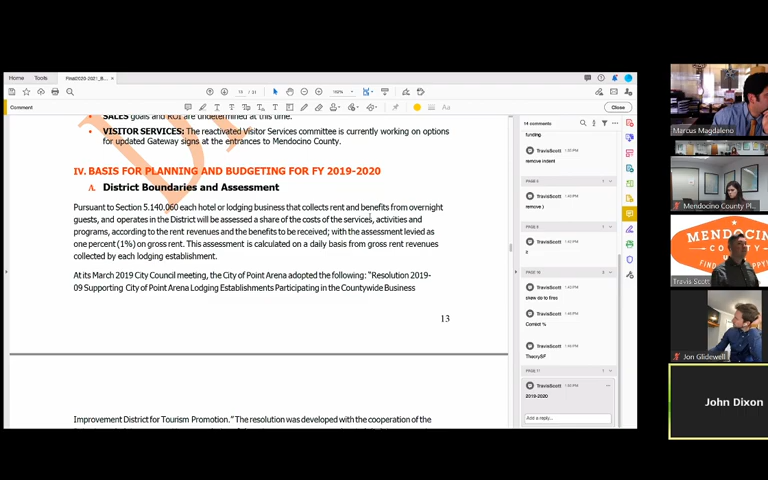 Home
Tools
Final2020-2021_B...
13 / 31
Comment
Close
SALES goals and ROI are undetermined at this time.
VISITOR SERVICES: The reactivated Visitor Services committee is currently working on options
for updated Gateway signs at the entrances to Mendocino County.
IV. BASIS FOR PLANNING AND BUDGETING FOR FY 2019-2020
A. District Boundaries and Assessment
Pursuant to Section 5.140.060 each hotel or lodging business that collects rent and benefits from overnight
guests, and operates in the District will be assessed a share of the costs of the services, activities and
programs, according to the rent revenues and the benefits to be received; with the assessment levied as
one percent (1%) on gross rent. This assessment is calculated on a daily basis from gross rent revenues
collected by each lodging establishment.
At its March 2019 City Council meeting, the City of Point Arena adopted the following: "Resolution 2019-
09 Supporting City of Point Arena Lodging Establishments Participating in the Countywide Business
13
Improvement District for Tourism Promotion." The resolution was developed with the cooperation of the
14 comments
funding
TravisScott
remove indent
TravisScott
remove )
TravisScott
TravisScott
skew do to fires
TravisScott
Correct %
TravisScott
TheorySF
TravisScott
2019-2020
Add a reply...
Marcus Magdaleno
Mendocino County Pl...
MENDOCINO
COUNTY
Travis Scott
Jon Glidewell
John Dixon